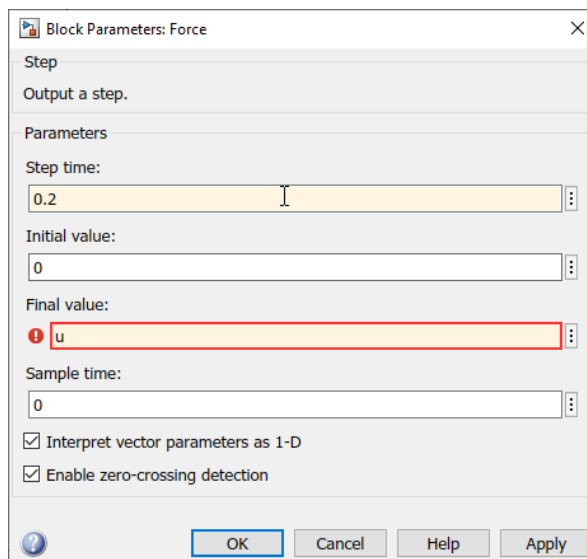 Block Parameters: Force
Step
Output a step.
Parameters
Step time:
0.2
Initial value:
0
Final value:
u
Sample time:
0
Interpret vector parameters as 1-D
Enable zero-crossing detection
OK Cancel Help Apply